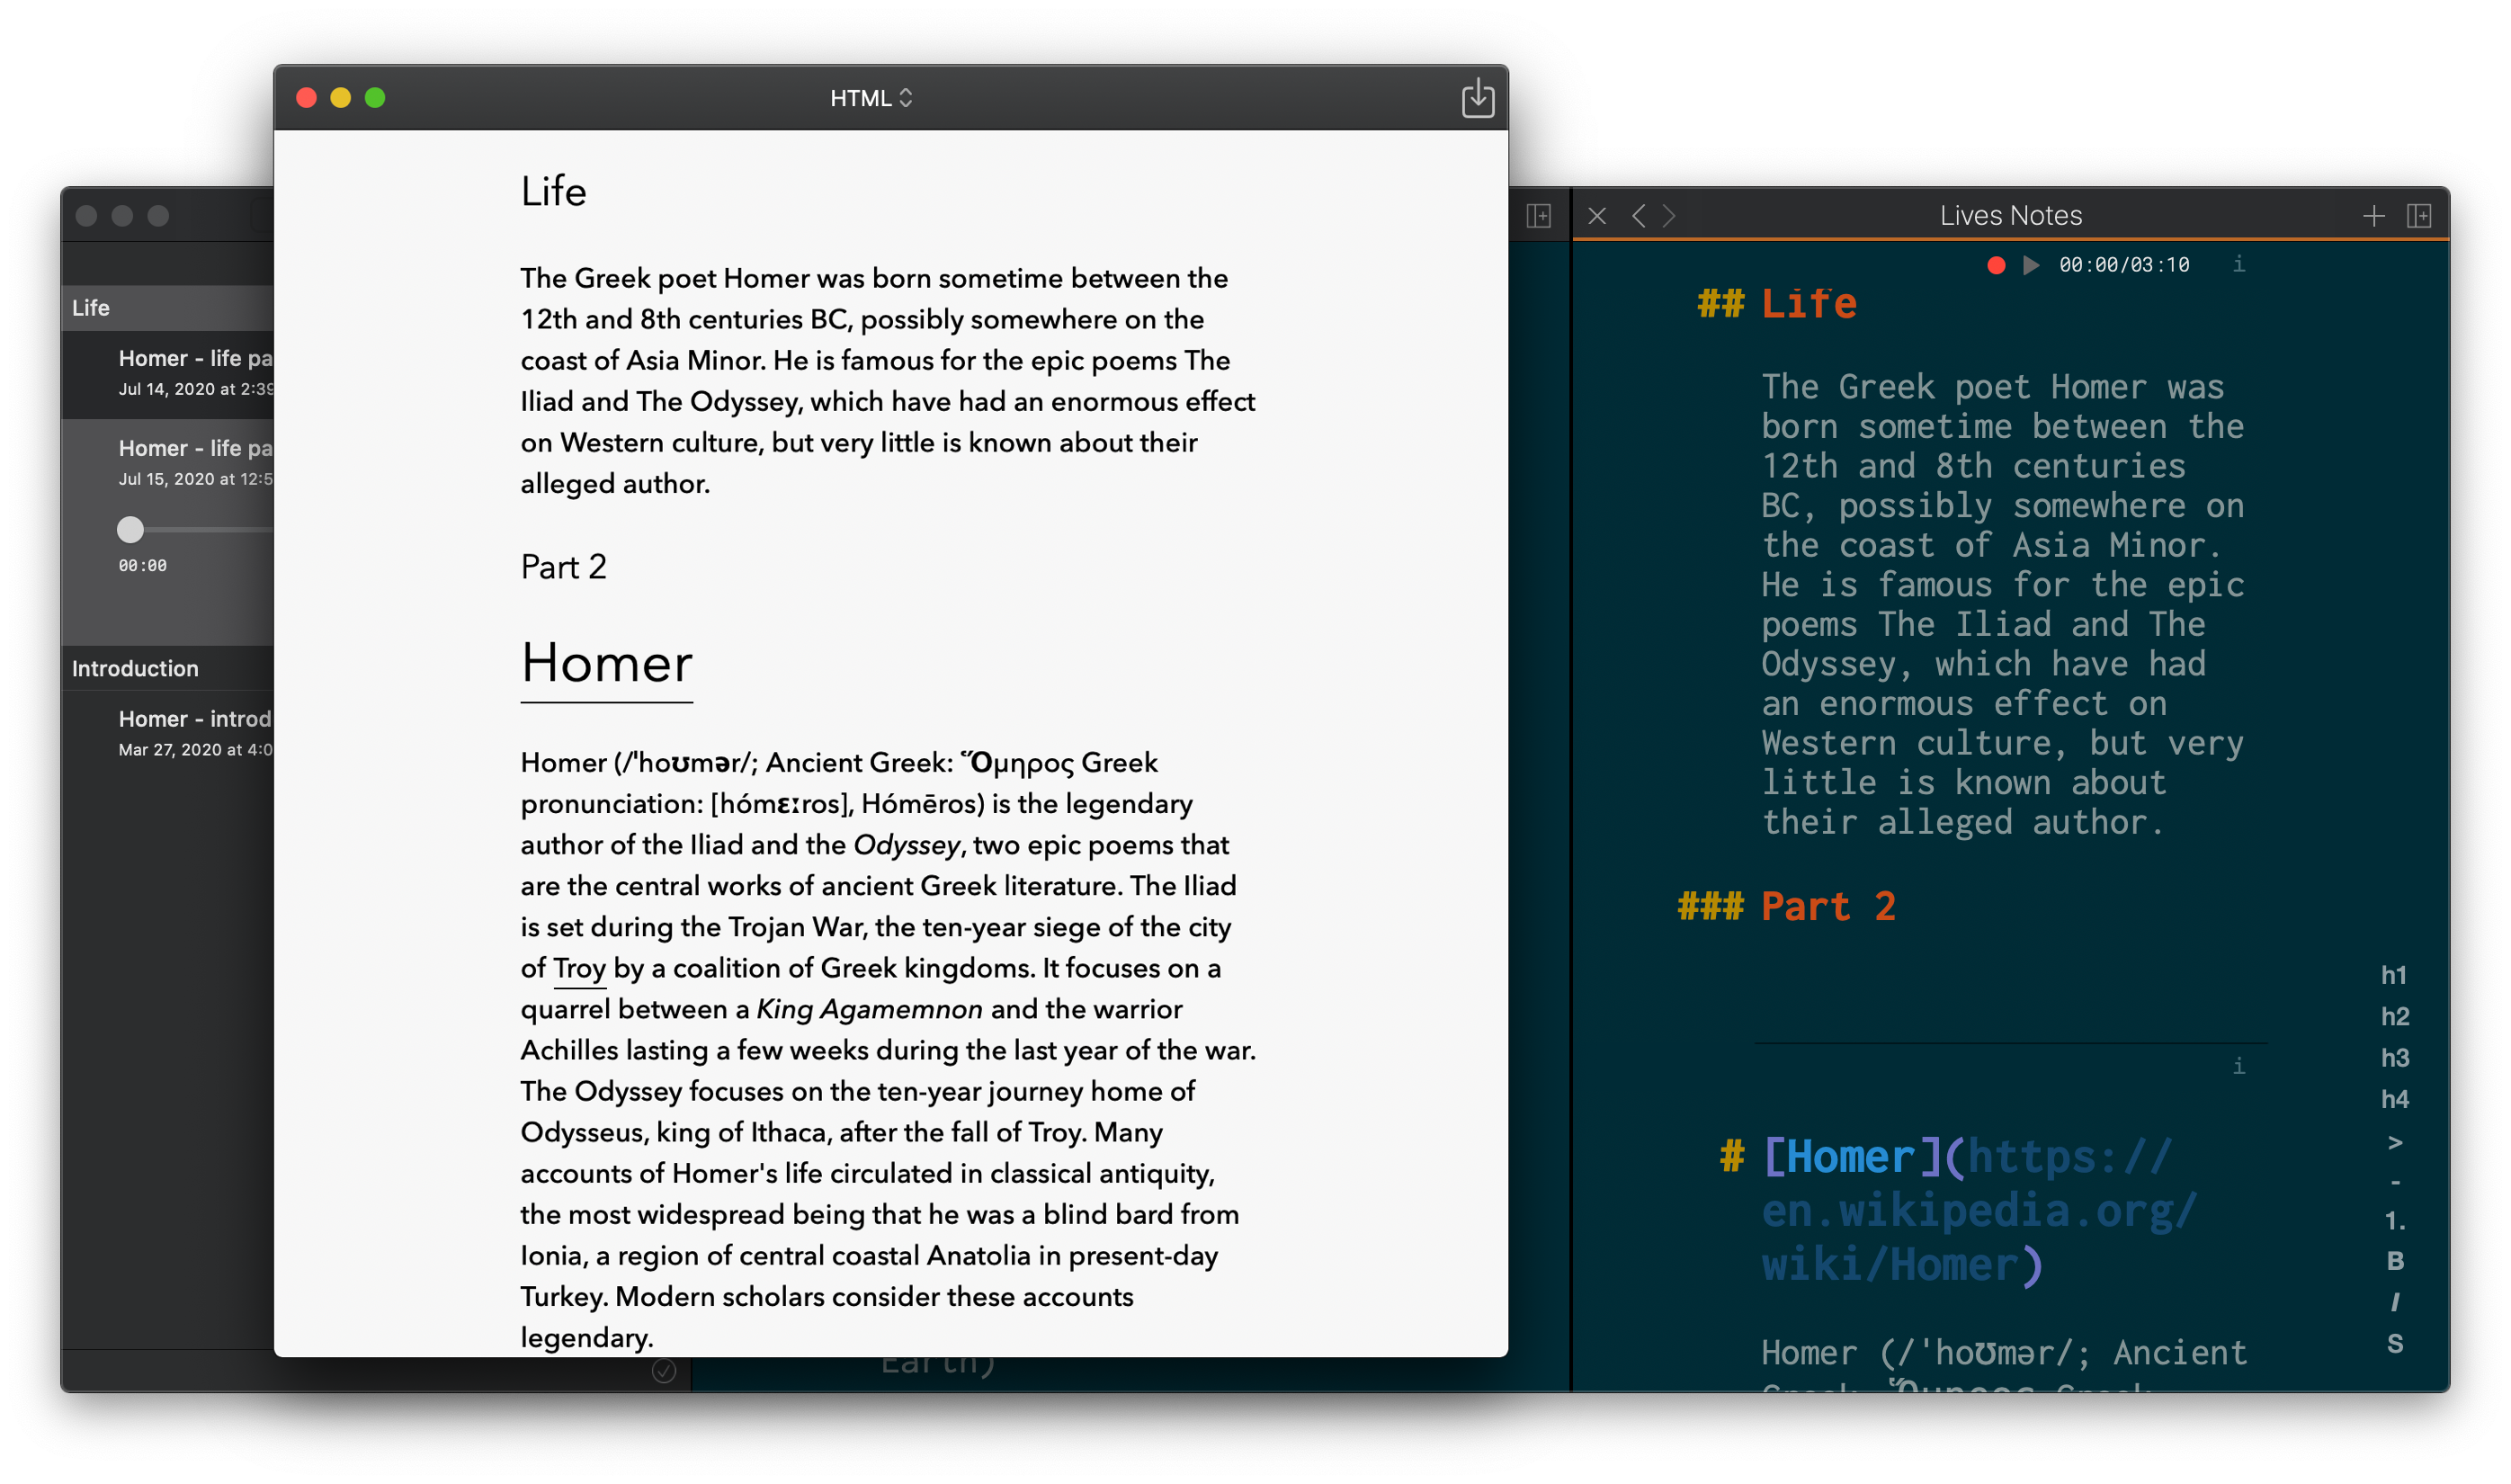 HTML
Life
The Greek poet Homer was born sometime between the
12th and 8th centuries BC, possibly somewhere on the
coast of Asia Minor. He is famous for the epic poems The
Iliad and The Odyssey, which have had an enormous effect
on Western culture, but very little is known about their
alleged author.
Part 2
Homer
Homer (/ˈhoʊmər/; Ancient Greek: Ὅμηρος Greek
pronunciation: [hómɛːros], Hómēros) is the legendary
author of the Iliad and the Odyssey, two epic poems that
are the central works of ancient Greek literature. The Iliad
is set during the Trojan War, the ten-year siege of the city
of Troy by a coalition of Greek kingdoms. It focuses on a
quarrel between a King Agamemnon and the warrior
Achilles lasting a few weeks during the last year of the war.
The Odyssey focuses on the ten-year journey home of
Odysseus, king of Ithaca, after the fall of Troy. Many
accounts of Homer's life circulated in classical antiquity,
the most widespread being that he was a blind bard from
Ionia, a region of central coastal Anatolia in present-day
Turkey. Modern scholars consider these accounts
legendary.
Life
Homer - life pa
Jul 14, 2020 at 2:39
Homer - life pa
Jul 15, 2020 at 12:5
00:00
Introduction
Homer - introd
Mar 27, 2020 at 4:0
Earth)
Lives Notes
00:00/03:10 i
## Life
The Greek poet Homer was
born sometime between the
12th and 8th centuries
BC, possibly somewhere on
the coast of Asia Minor.
He is famous for the epic
poems The Iliad and The
Odyssey, which have had
an enormous effect on
Western culture, but very
little is known about
their alleged author.
### Part 2
i
# [Homer](https://
en.wikipedia.org/
wiki/Homer)
Homer (/ˈhoʊmər/; Ancient
Greek: Ὅμηρος Greek
h1
h2
h3
h4
>
-
1.
B
I
S